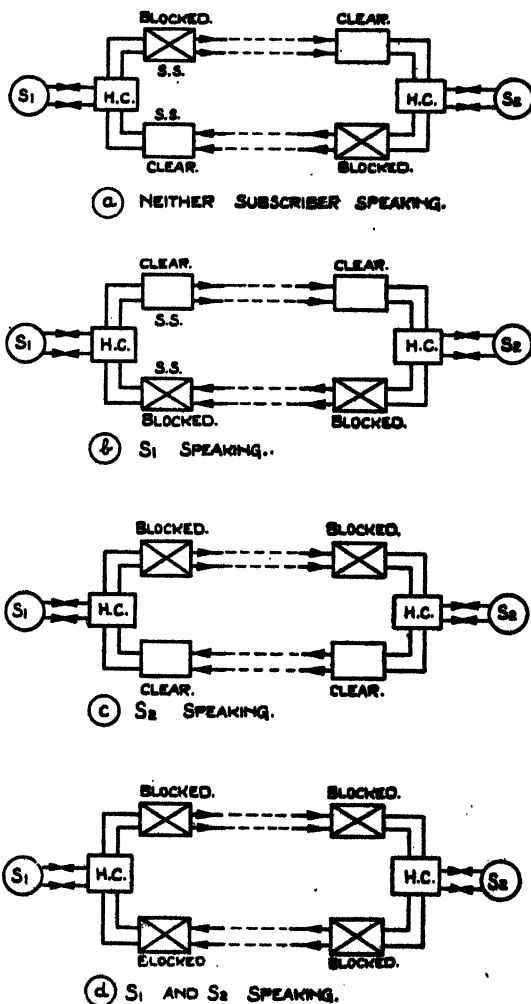 BLOCKED. CLEAR.
S.S.
S1 H.C. H.C. S2
S.S.
CLEAR. BLOCKED.
a NEITHER SUBSCRIBER SPEAKING.
CLEAR. CLEAR.
S.S.
S1 H.C. H.C. S2
S.S.
BLOCKED. BLOCKED.
b S1 SPEAKING..
BLOCKED. BLOCKED.
S1 H.C. H.C. S2
CLEAR. CLEAR.
c S2 SPEAKING.
BLOCKED. BLOCKED.
S1 H.C. H.C. S2
BLOCKED BLOCKED.
d S1 AND S2 SPEAKING.